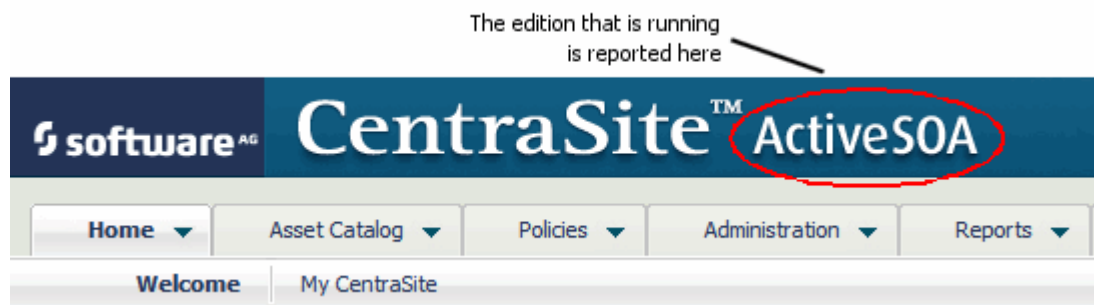 The edition that is running
is reported here
software AG CentraSite™ ActiveSOA
Home Asset Catalog Policies Administration Reports
Welcome My CentraSite